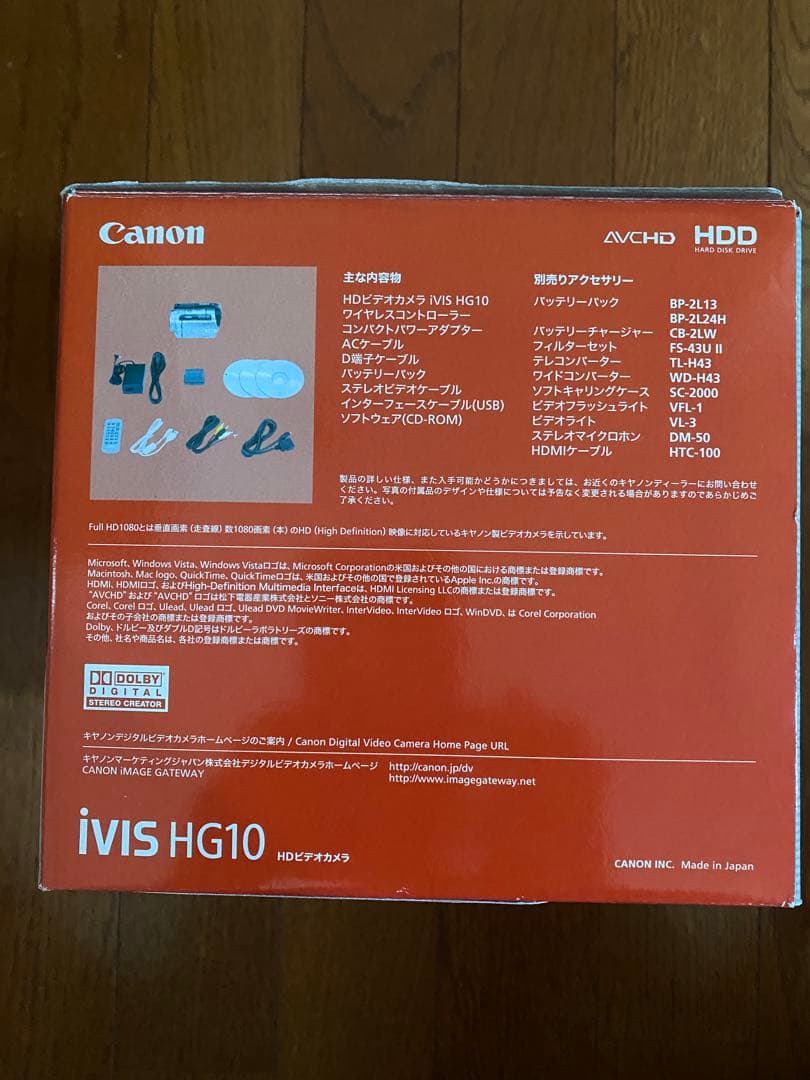 Canon
AVCHD
HDD
HARD DISK DRIVE
主な内容物
HDビデオカメラ iVIS HG10
ワイヤレスコントローラー
コンパクトパワーアダプター
ACケーブル
D端子ケーブル
バッテリーパック
ステレオビデオケーブル
インターフェースケーブル(USB)
ソフトウェア(CD-ROM)
別売りアクセサリー
バッテリーパック BP-2L13
BP-2L24H
バッテリーチャージャー CB-2LW
フィルターセット FS-43U II
テレコンバーター TL-H43
ワイドコンバーター WD-H43
ソフトキャリングケース SC-2000
ビデオフラッシュライト VFL-1
ビデオライト VL-3
ステレオマイクロホン DM-50
HDMIケーブル HTC-100
製品の詳しい仕様、また入手可能かどうかにつきましては、お近くのキヤノンディーラーにお問い合わせ
ください。写真の付属品のデザインや仕様については予告なく変更される場合がありますのであらかじめご
了承ください。
Full HD1080とは垂直画素（走査線）数1080画素（本）のHD（High Definition）映像に対応しているキヤノン製ビデオカメラを示しています。
Microsoft、Windows Vista、Windows Vistaロゴは、Microsoft Corporationの米国およびその他の国における商標または登録商標です。
Macintosh、Mac logo、QuickTime、QuickTimeロゴは、米国およびその他の国で登録されているApple Inc.の商標です。
HDMI、HDMIロゴ、およびHigh-Definition Multimedia Interfaceは、HDMI Licensing LLCの商標または登録商標です。
"AVCHD" および "AVCHD" ロゴは松下電器産業株式会社とソニー株式会社の商標です。
Corel、Corel ロゴ、Ulead、Ulead ロゴ、Ulead DVD MovieWriter、InterVideo、InterVideo ロゴ、WinDVD、は Corel Corporation
およびその子会社の商標または登録商標です。
Dolby、ドルビー及びダブルD記号はドルビーラボラトリーズの商標です。
その他、社名や商品名は、各社の登録商標または商標です。
DOLBY
DIGITAL
STEREO CREATOR
キヤノンデジタルビデオカメラホームページのご案内 / Canon Digital Video Camera Home Page URL
キヤノンマーケティングジャパン株式会社デジタルビデオカメラホームページ http://canon.jp/dv
CANON iMAGE GATEWAY http://www.imagegateway.net
iVIS HG10 HDビデオカメラ
CANON INC. Made in Japan